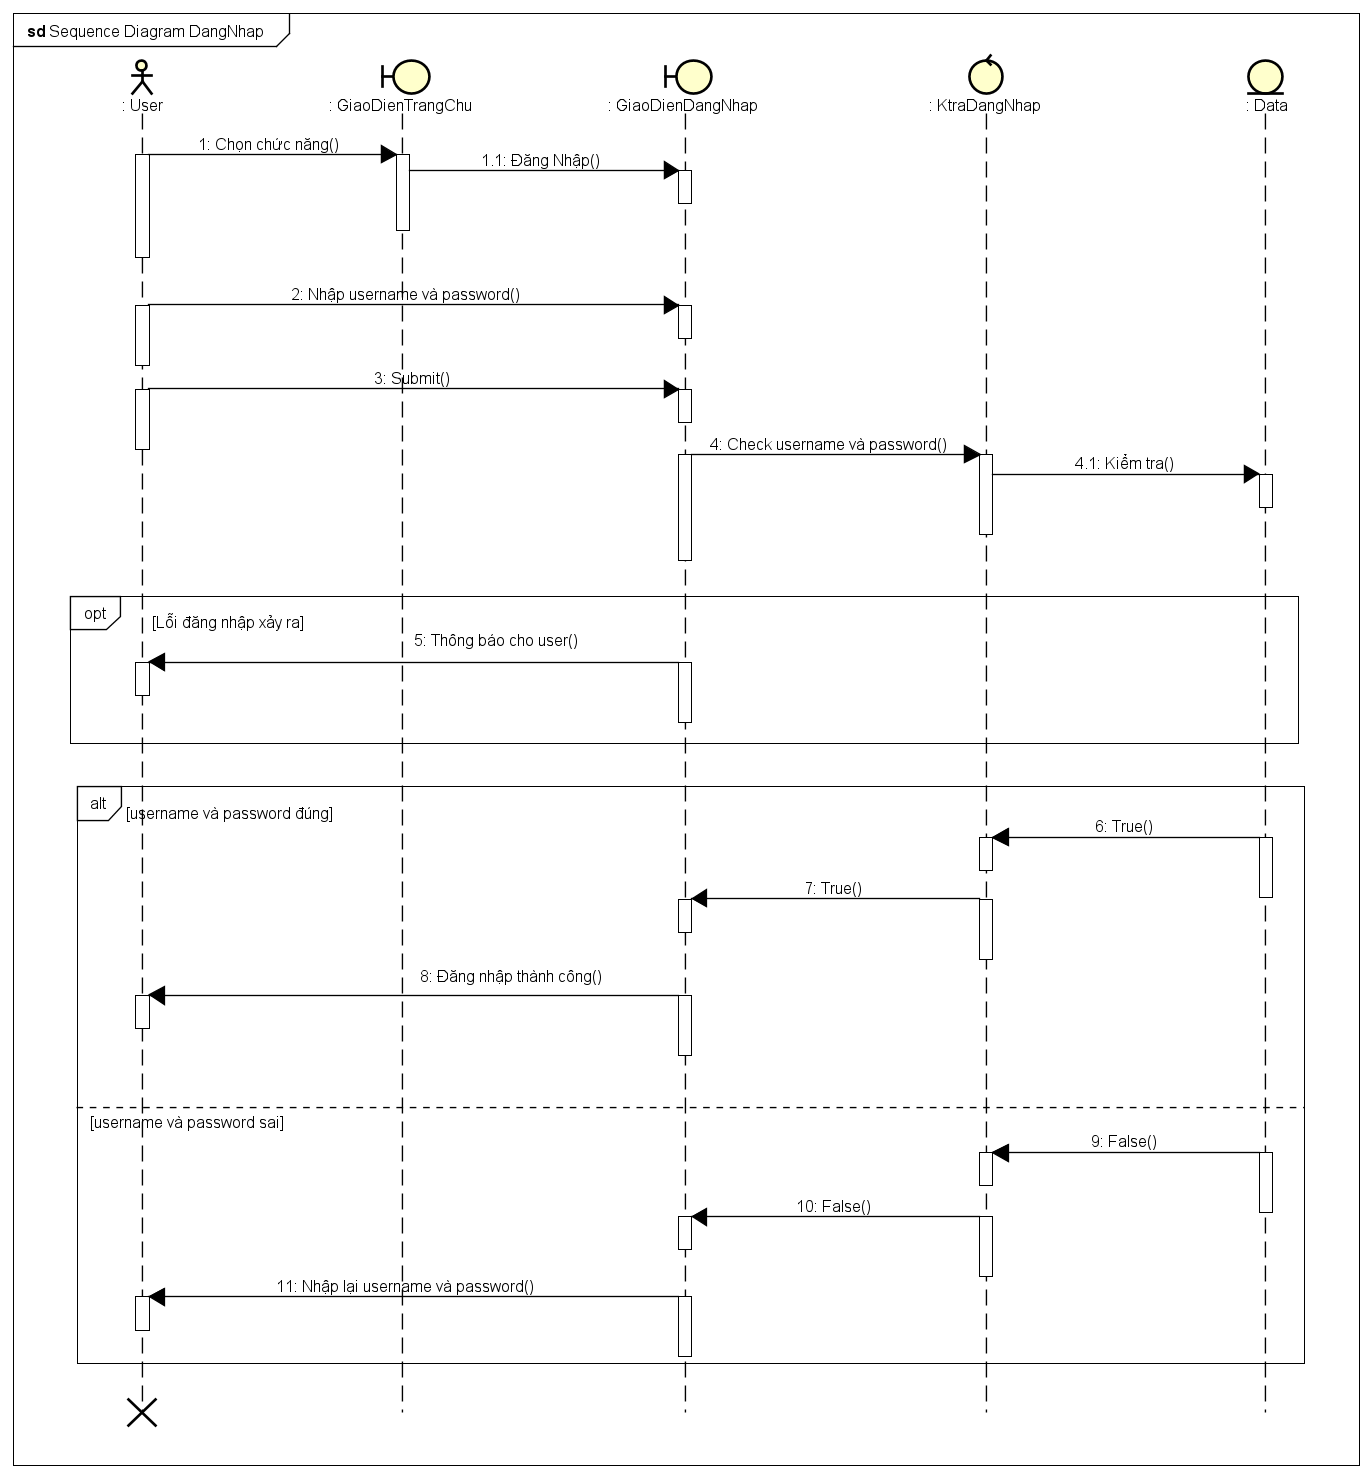 sd Sequence Diagram DangNhap
: User
: GiaoDienTrangChu
: GiaoDienDangNhap
: KtraDangNhap
: Data
1: Chọn chức năng()
1.1: Đăng Nhập()
2: Nhập username và password()
3: Submit()
4: Check username và password()
4.1: Kiểm tra()
opt
[Lỗi đăng nhập xảy ra]
5: Thông báo cho user()
alt
[username và password đúng]
6: True()
7: True()
8: Đăng nhập thành công()
[username và password sai]
9: False()
10: False()
11: Nhập lại username và password()